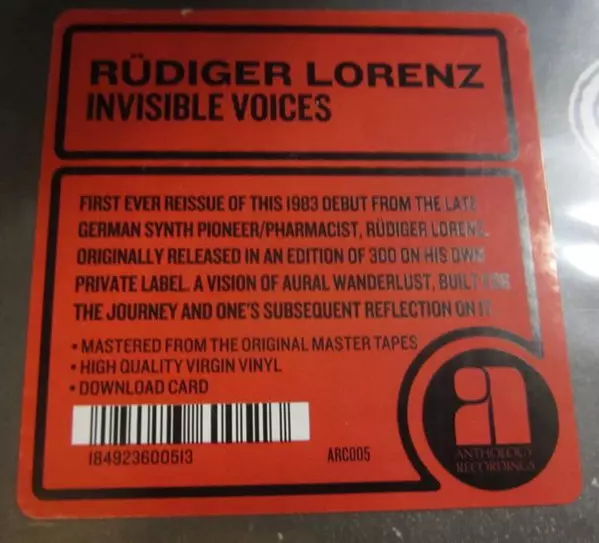 RÜDIGER LORENZ
INVISIBLE VOICES
FIRST EVER REISSUE OF THIS 1983 DEBUT FROM THE LATE
GERMAN SYNTH PIONEER/PHARMACIST, RÜDIGER LORENZ.
ORIGINALLY RELEASED IN AN EDITION OF 300 ON HIS OWN
PRIVATE LABEL. A VISION OF AURAL WANDERLUST, BUILT FOR
THE JOURNEY AND ONE'S SUBSEQUENT REFLECTION ON IT
• MASTERED FROM THE ORIGINAL MASTER TAPES
• HIGH QUALITY VIRGIN VINYL
• DOWNLOAD CARD
184923600513
ARC005
an
ANTHOLOGY
RECORDINGS